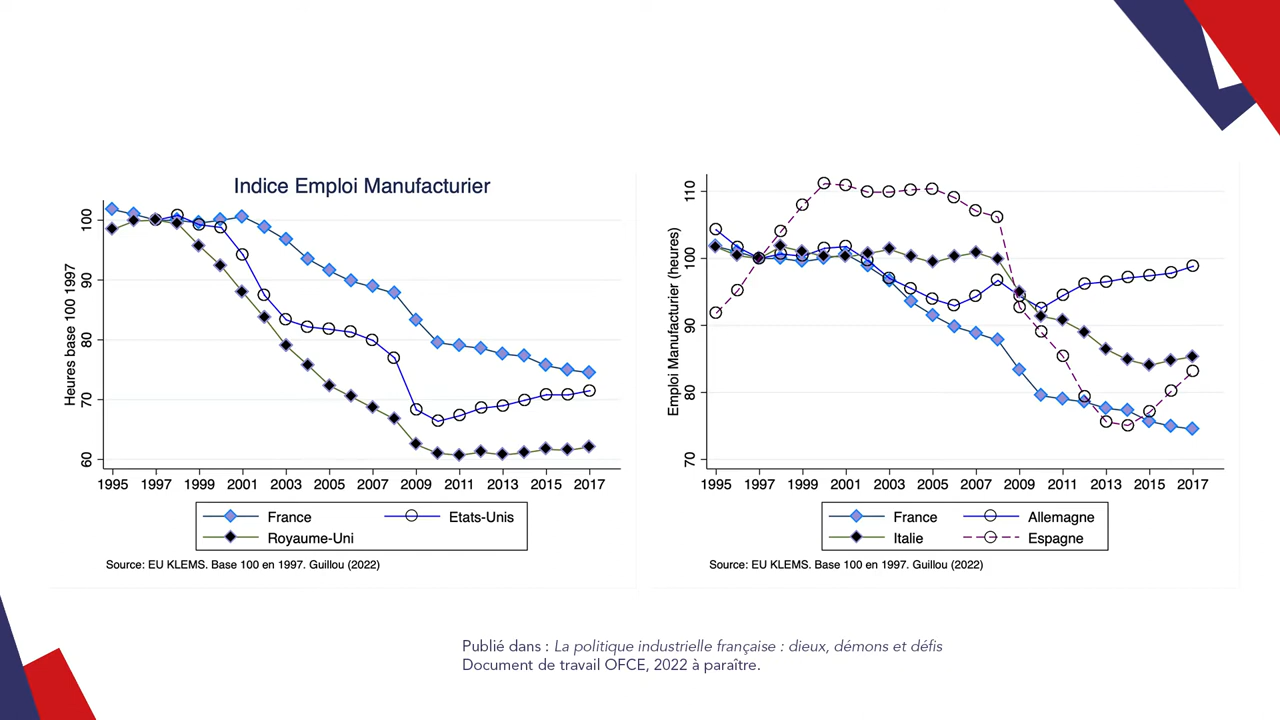 Indice Emploi Manufacturier
Heures base 100 1997
100
90
80
70
60
1995 1997 1999 2001 2003 2005 2007 2009 2011 2013 2015 2017
France Etats-Unis
Royaume-Uni
Source: EU KLEMS. Base 100 en 1997. Guillou (2022)
Emploi Manufacturier (heures)
110
100
90
80
70
1995 1997 1999 2001 2003 2005 2007 2009 2011 2013 2015 2017
France Allemagne
Italie Espagne
Source: EU KLEMS. Base 100 en 1997. Guillou (2022)
Publié dans : La politique industrielle française : dieux, démons et défis
Document de travail OFCE, 2022 à paraître.